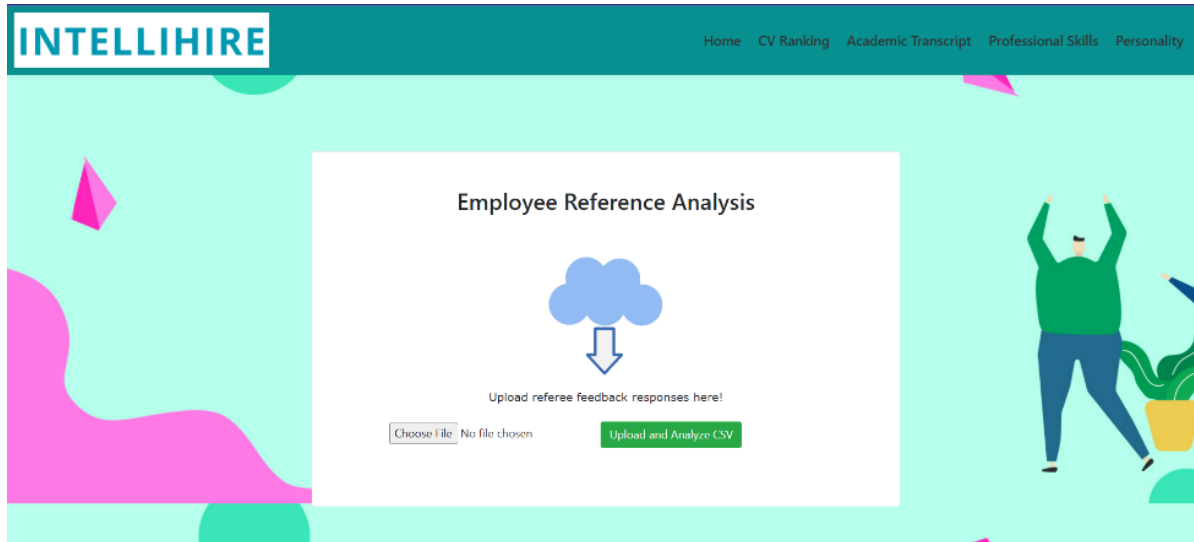 INTELLIHIRE
Home CV Ranking Academic Transcript Professional Skills Personality
Employee Reference Analysis
Upload referee feedback responses here!
Choose File No file chosen Upload and Analyze CSV